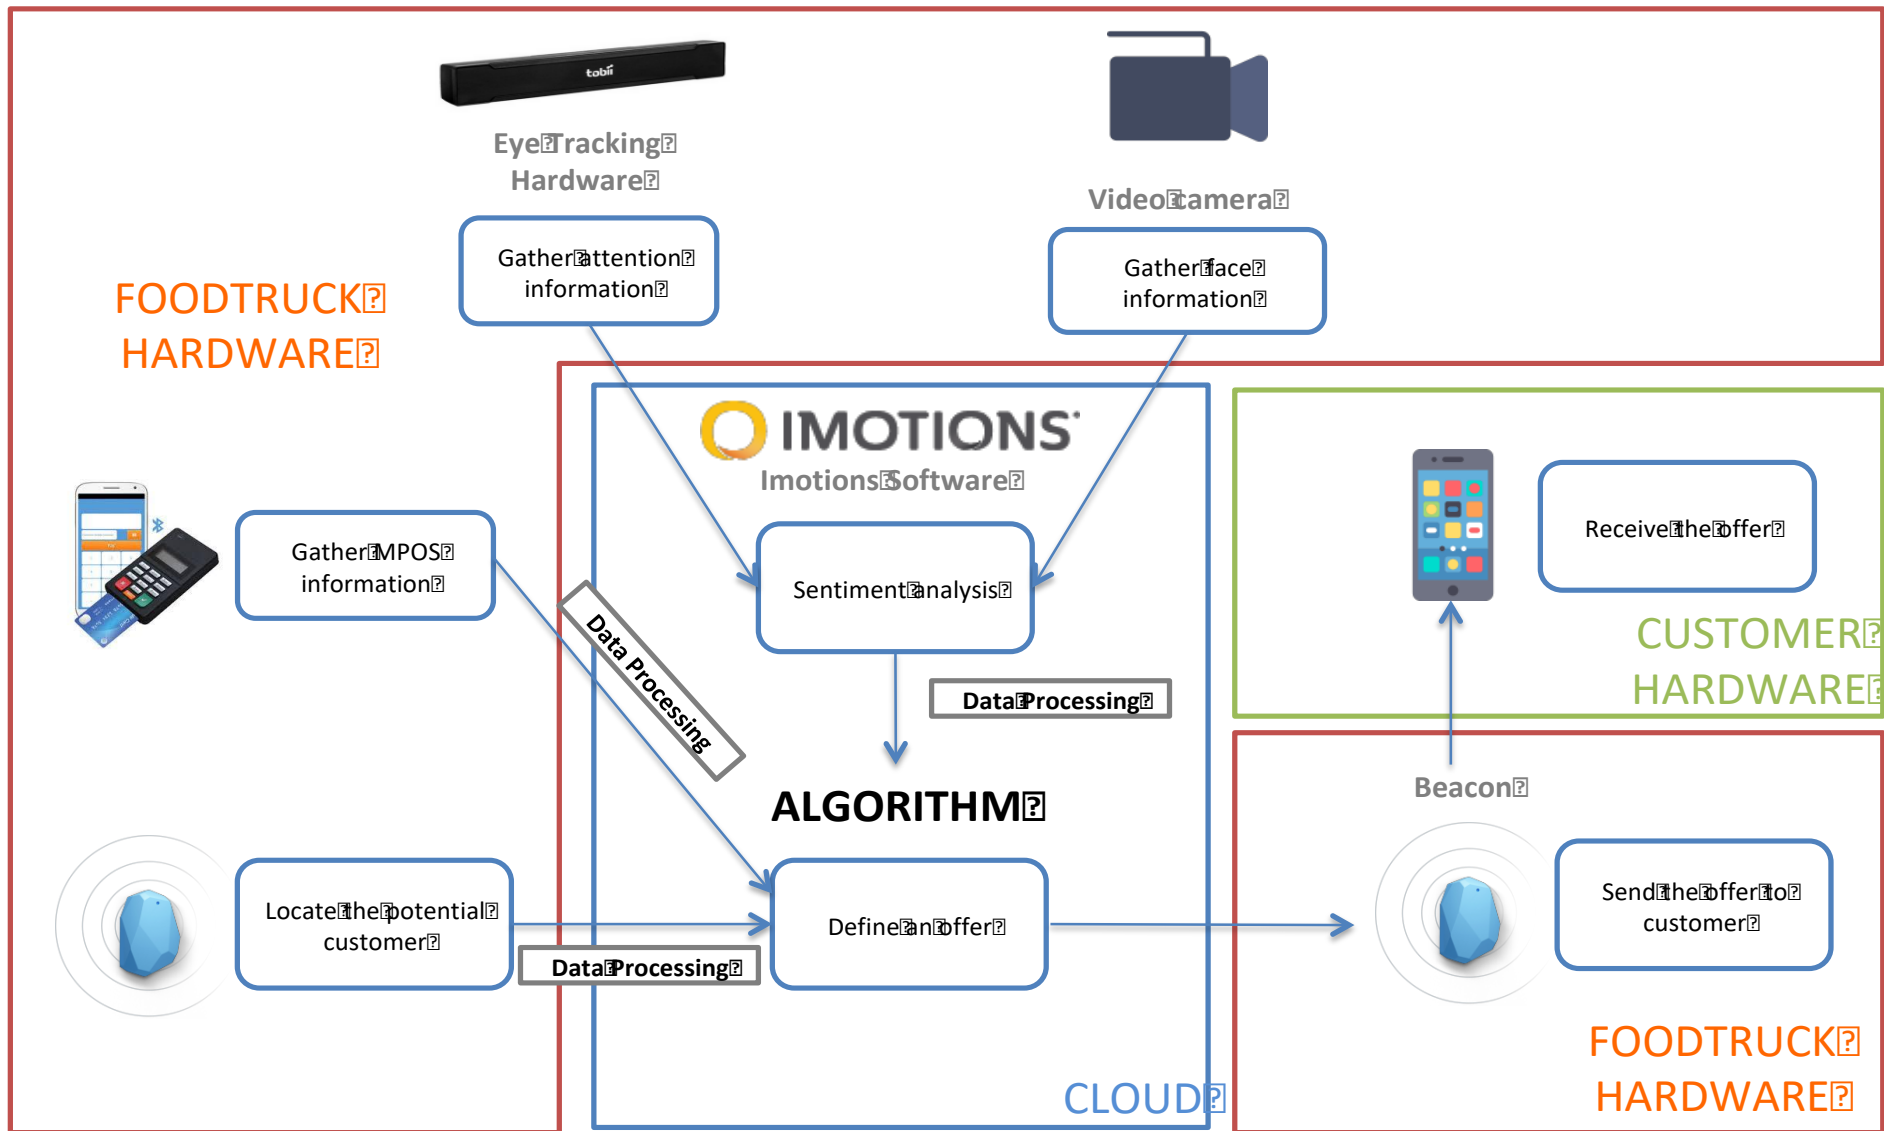 tobii
Eye Tracking
Hardware
Video camera
Gather attention
information
Gather face
information
FOODTRUCK
HARDWARE
IMOTIONS
Imotions Software
Gather MPOS
information
Sentiment analysis
Receive the offer
Data Processing
CUSTOMER
HARDWARE
Data Processing
Beacon
ALGORITHM
Locate the potential
customer
Define an offer
Send the offer to
customer
Data Processing
FOODTRUCK
HARDWARE
CLOUD